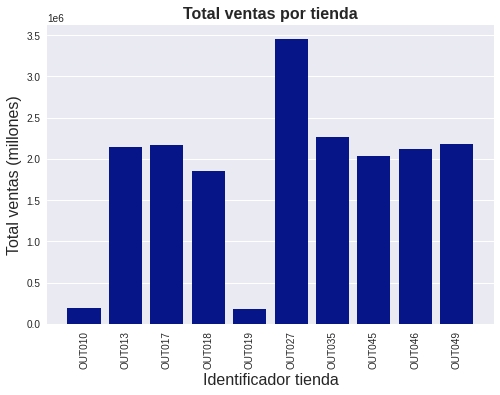 Total ventas por tienda
1e6
3.5
3.0
2.5
2.0
1.5
1.0
0.5
0.0
Total ventas (millones)
OUT010
OUT013
OUT017
OUT018
OUT019
OUT027
OUT035
OUT045
OUT046
OUT049
Identificador tienda